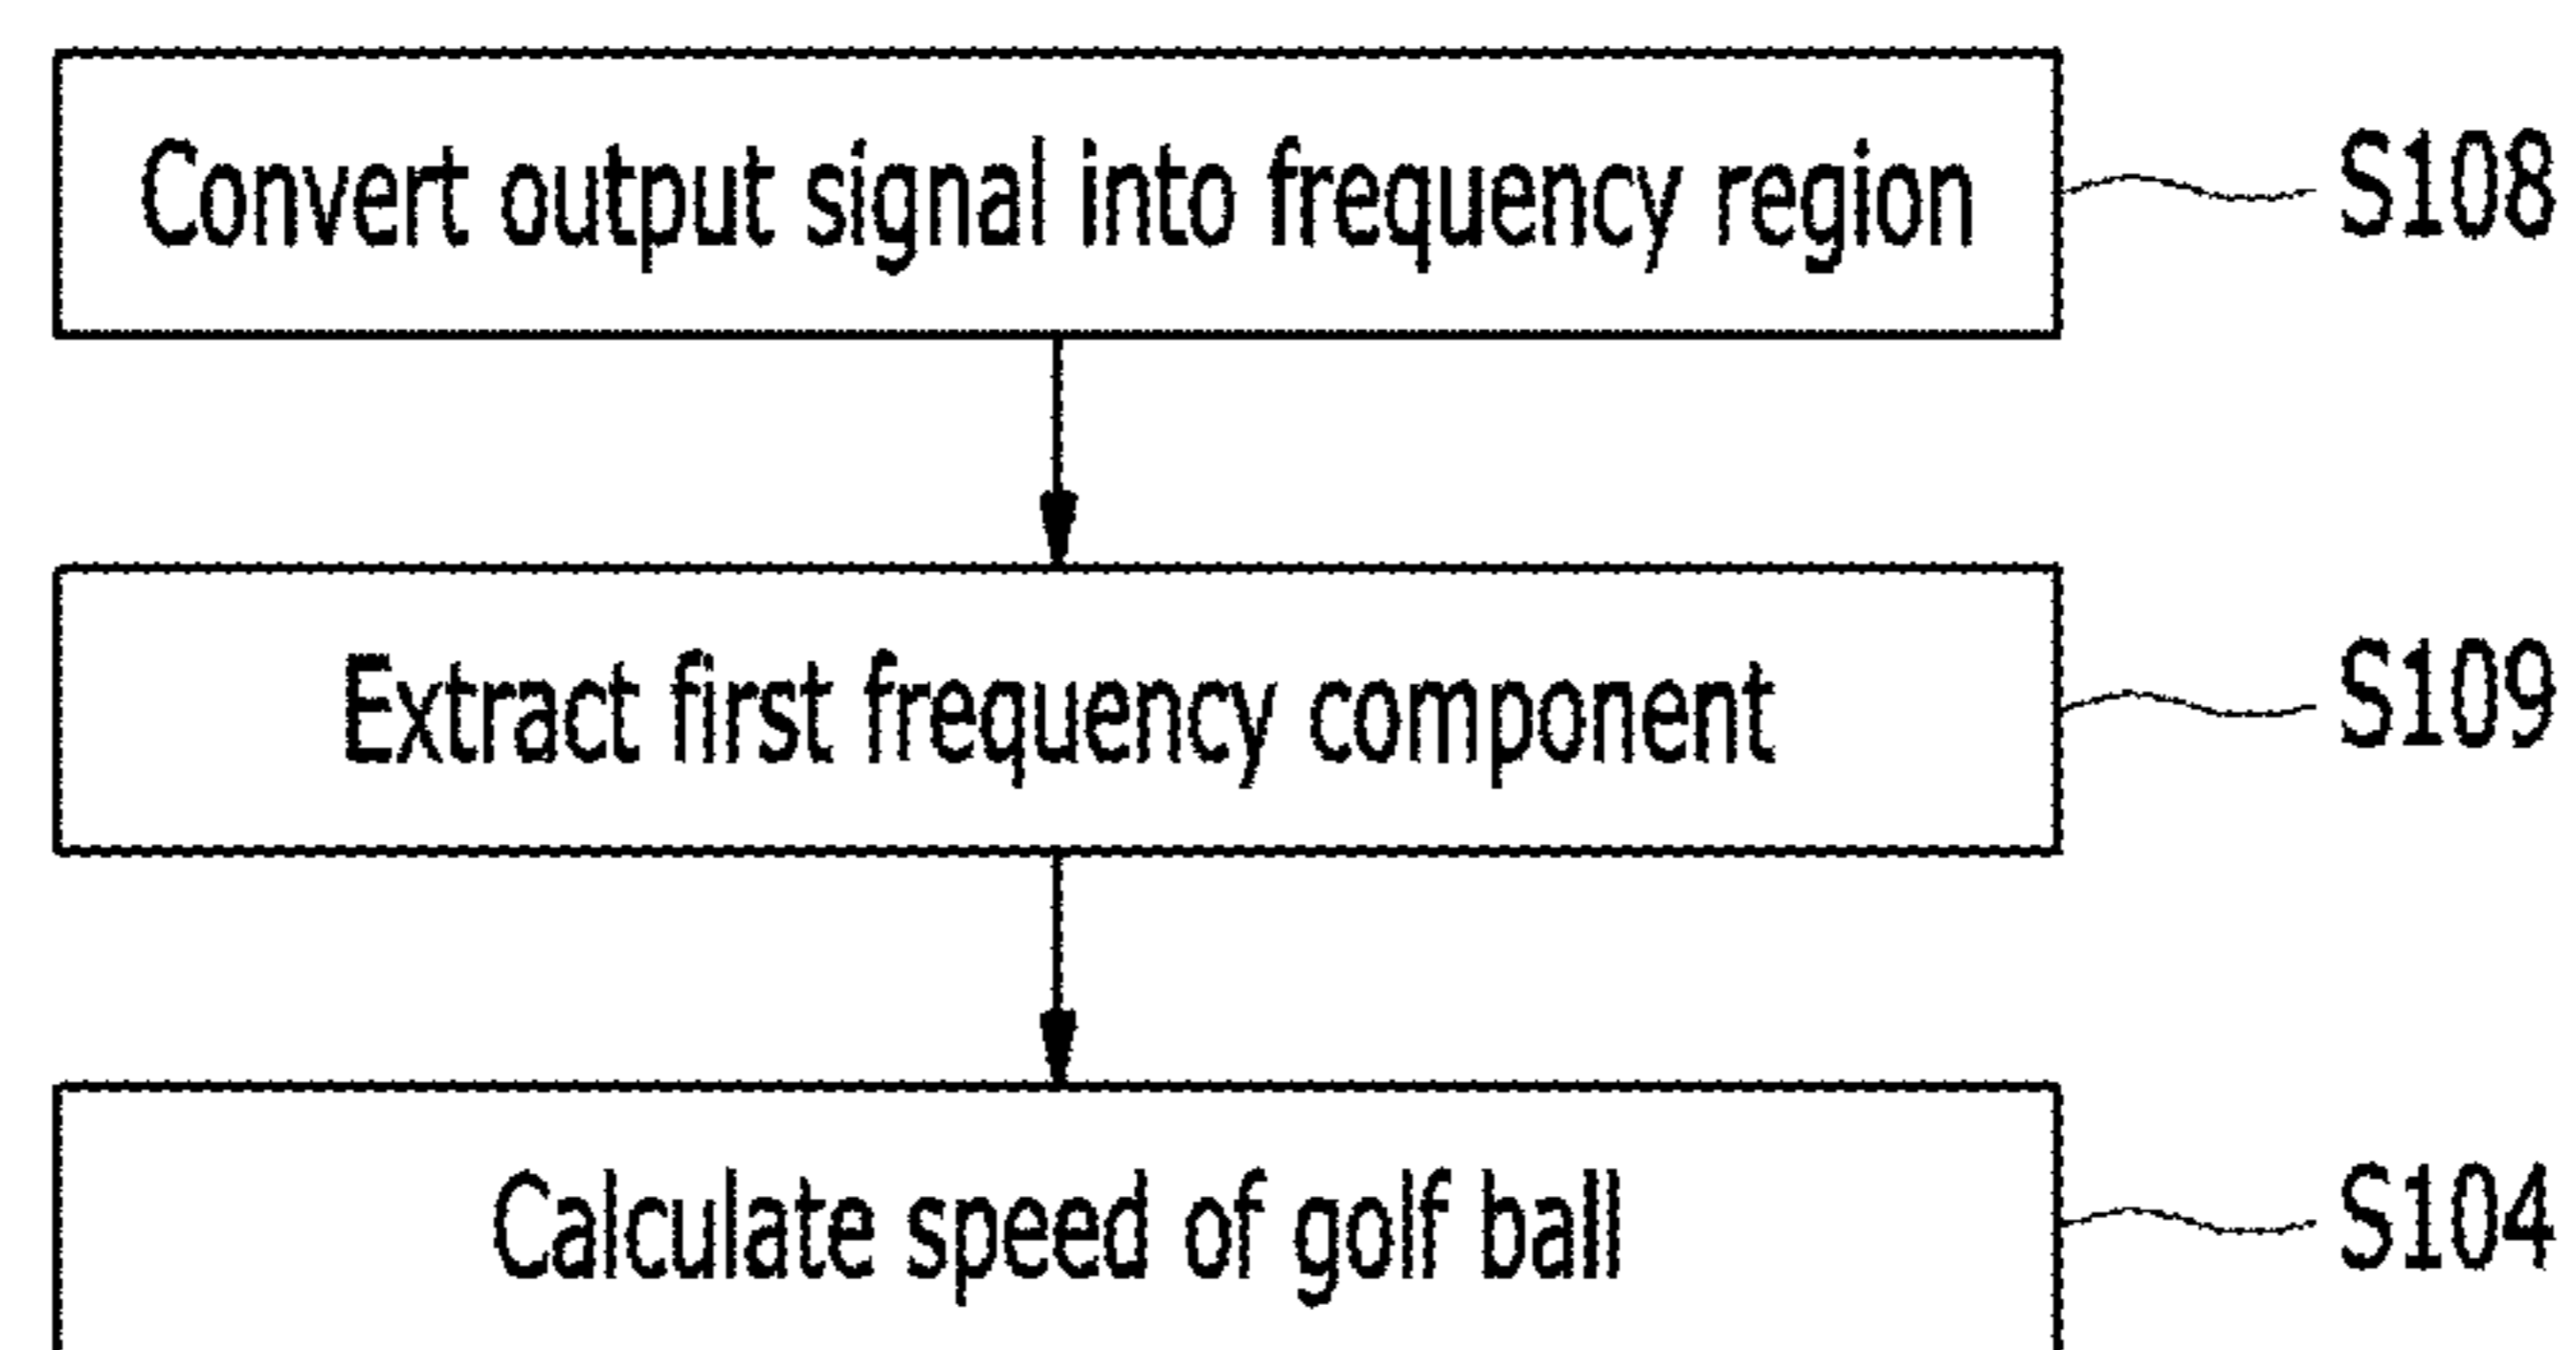 Convert output signal into frequency region S108
Extract first frequency component S109
Calculate speed of golf ball S104